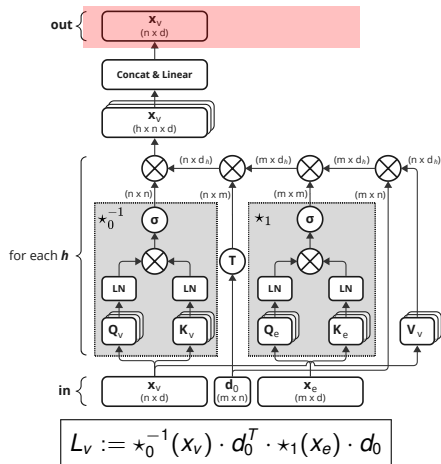 out
x_v
(n x d)
Concat & Linear
x_v
(h x n x d)
(n x d_h)
(m x d_h)
(m x d_h)
(n x d_h)
(n x n)
(n x m)
(m x m)
(m x n)
⋆_0^{-1}
σ
⋆_1
σ
for each h
T
LN
LN
LN
LN
Q_v
K_v
Q_e
K_e
V_v
in
x_v
(n x d)
d_0
(m x n)
x_e
(m x d)
L_v := ⋆_0^{-1}(x_v) · d_0^T · ⋆_1(x_e) · d_0